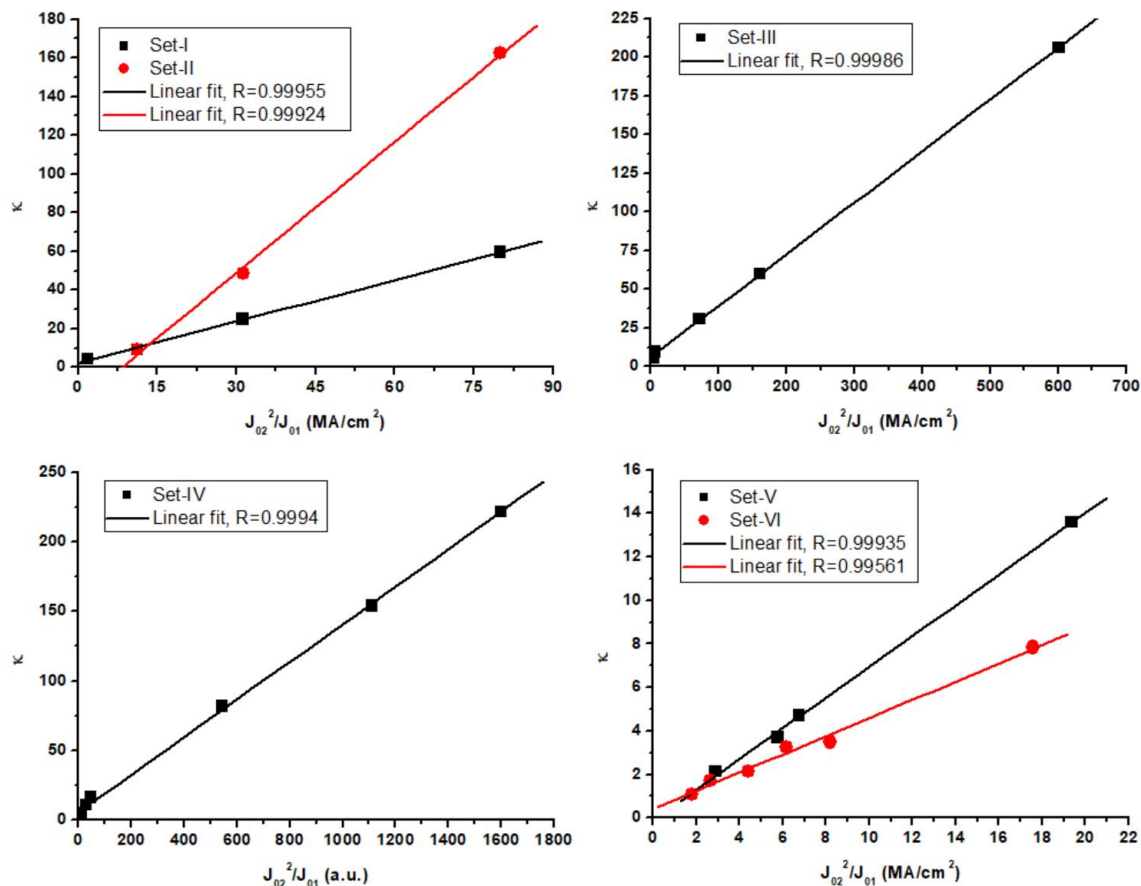 180
160
140
120
100
80
60
40
20
0
κ
Set-I
Set-II
Linear fit, R=0.99955
Linear fit, R=0.99924
0 15 30 45 60 75 90
J₀₂²/J₀₁ (MA/cm²)
225
200
175
150
125
100
75
50
25
0
κ
Set-III
Linear fit, R=0.99986
0 100 200 300 400 500 600 700
J₀₂²/J₀₁ (MA/cm²)
250
200
150
100
50
0
κ
Set-IV
Linear fit, R=0.9994
0 200 400 600 800 1000 1200 1400 1600 1800
J₀₂²/J₀₁ (a.u.)
16
14
12
10
8
6
4
2
0
κ
Set-V
Set-VI
Linear fit, R=0.99935
Linear fit, R=0.99561
0 2 4 6 8 10 12 14 16 18 20 22
J₀₂²/J₀₁ (MA/cm²)